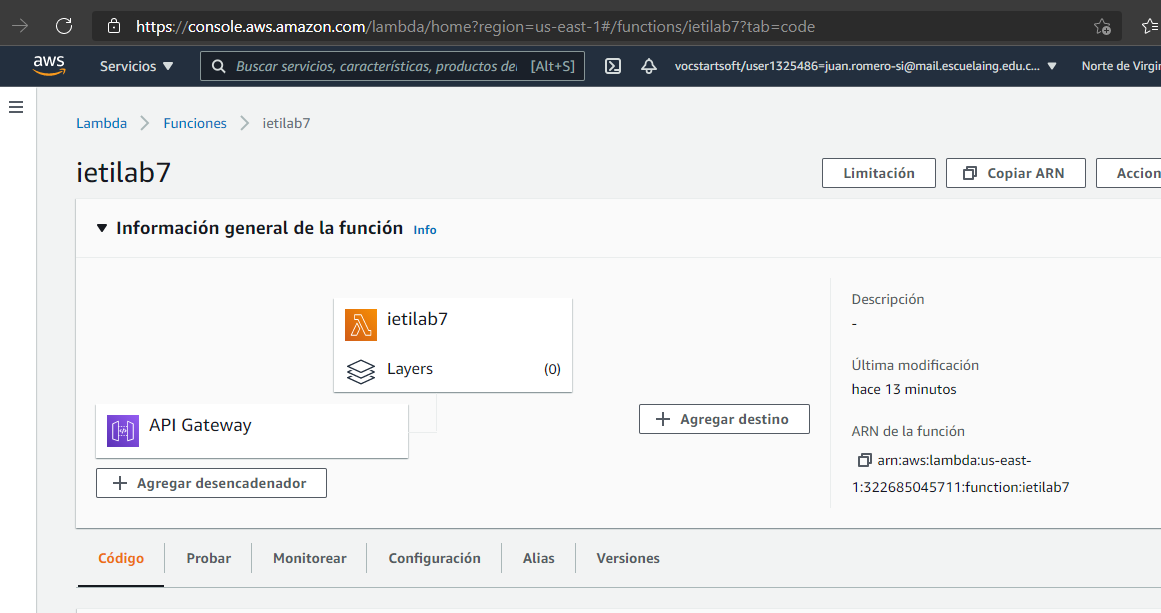 https://console.aws.amazon.com/lambda/home?region=us-east-1#/functions/ietilab7?tab=code
aws Servicios Buscar servicios, características, productos de [Alt+S] vocstartsoft/user1325486=juan.romero-si@mail.escuelaing.edu.c... Norte de Virgin
Lambda Funciones ietilab7
ietilab7
Limitación Copiar ARN Accion
Información general de la función Info
ietilab7
Layers (0)
API Gateway
Agregar desencadenador
Agregar destino
Descripción
-
Última modificación
hace 13 minutos
ARN de la función
arn:aws:lambda:us-east-
1:322685045711:function:ietilab7
Código Probar Monitorear Configuración Alias Versiones